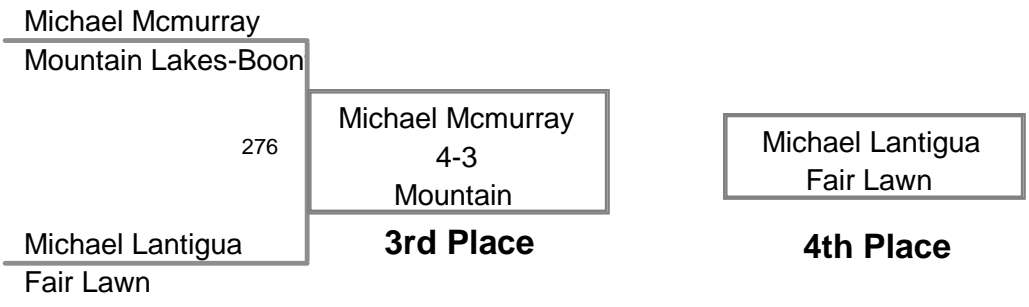 Michael Mcmurray
Mountain Lakes-Boon
276
Michael Lantigua
Fair Lawn
Michael Mcmurray
4-3
Mountain
3rd Place
Michael Lantigua
Fair Lawn
4th Place